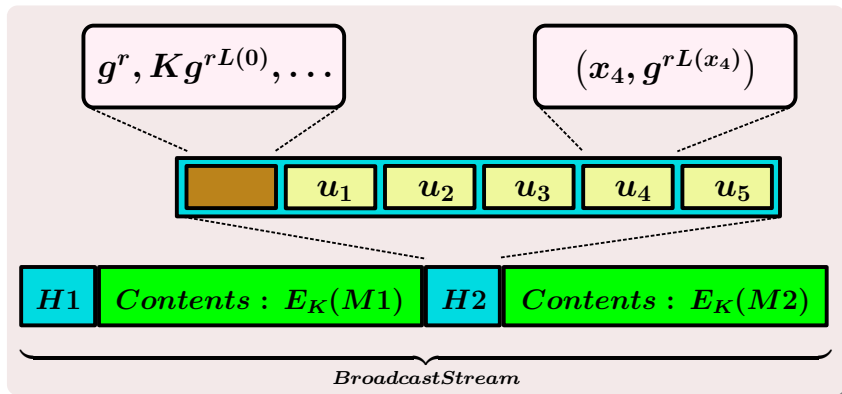 g^r, Kg^{rL(0)}, . . .
(x_4, g^{rL(x_4)})
u_1 u_2 u_3 u_4 u_5
H1 Contents : E_K(M1) H2 Contents : E_K(M2)
BroadcastStream